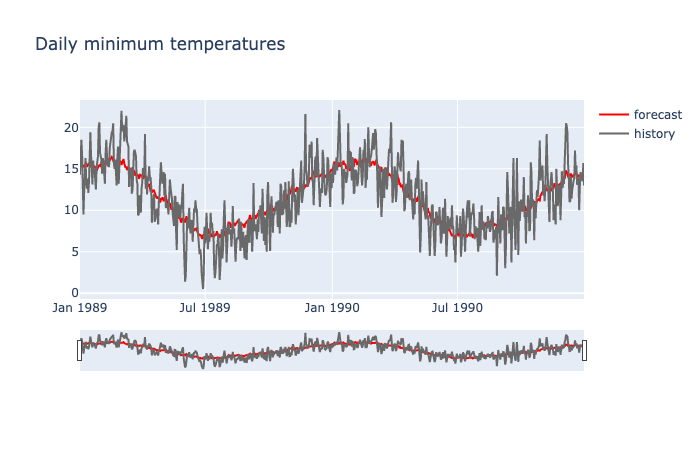 Daily minimum temperatures
forecast
history
20
15
10
5
0
Jan 1989 Jul 1989 Jan 1990 Jul 1990